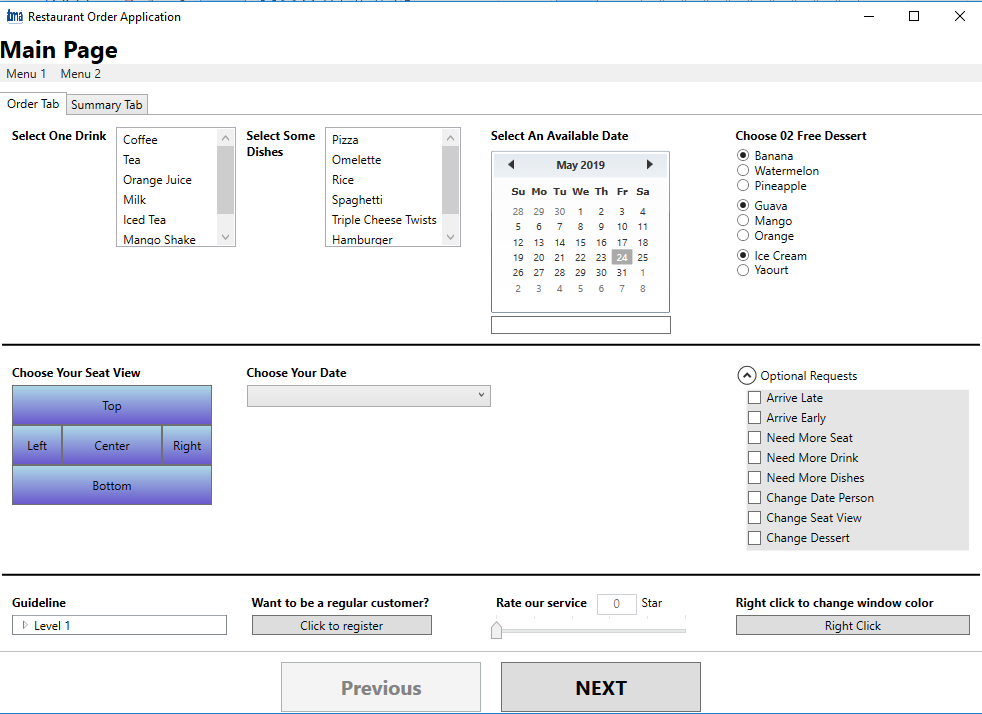 Restaurant Order Application
Main Page
Menu 1 Menu 2
Order Tab Summary Tab
Select One Drink
Coffee
Tea
Orange Juice
Milk
Iced Tea
Mango Shake
Select Some
Dishes
Pizza
Omelette
Rice
Spaghetti
Triple Cheese Twists
Hamburger
Select An Available Date
May 2019
Su Mo Tu We Th Fr Sa
28 29 30 1 2 3 4
5 6 7 8 9 10 11
12 13 14 15 16 17 18
19 20 21 22 23 24 25
26 27 28 29 30 31 1
2 3 4 5 6 7 8
Choose 02 Free Dessert
Banana
Watermelon
Pineapple
Guava
Mango
Orange
Ice Cream
Yaourt
Choose Your Seat View
Top
Left Center Right
Bottom
Choose Your Date
Optional Requests
Arrive Late
Arrive Early
Need More Seat
Need More Drink
Need More Dishes
Change Date Person
Change Seat View
Change Dessert
Guideline
Level 1
Want to be a regular customer?
Click to register
Rate our service 0 Star
Right click to change window color
Right Click
Previous NEXT